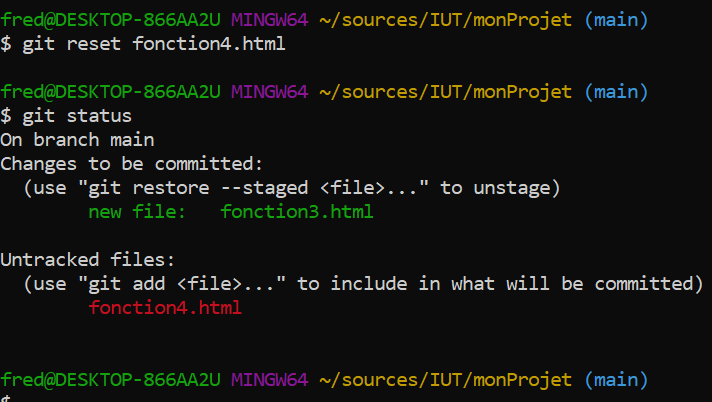 fred@DESKTOP-866AA2U MINGW64 ~/sources/IUT/monProjet (main)
$ git reset fonction4.html
fred@DESKTOP-866AA2U MINGW64 ~/sources/IUT/monProjet (main)
$ git status
On branch main
Changes to be committed:
(use "git restore --staged <file>..." to unstage)
new file: fonction3.html
Untracked files:
(use "git add <file>..." to include in what will be committed)
fonction4.html
fred@DESKTOP-866AA2U MINGW64 ~/sources/IUT/monProjet (main)
$